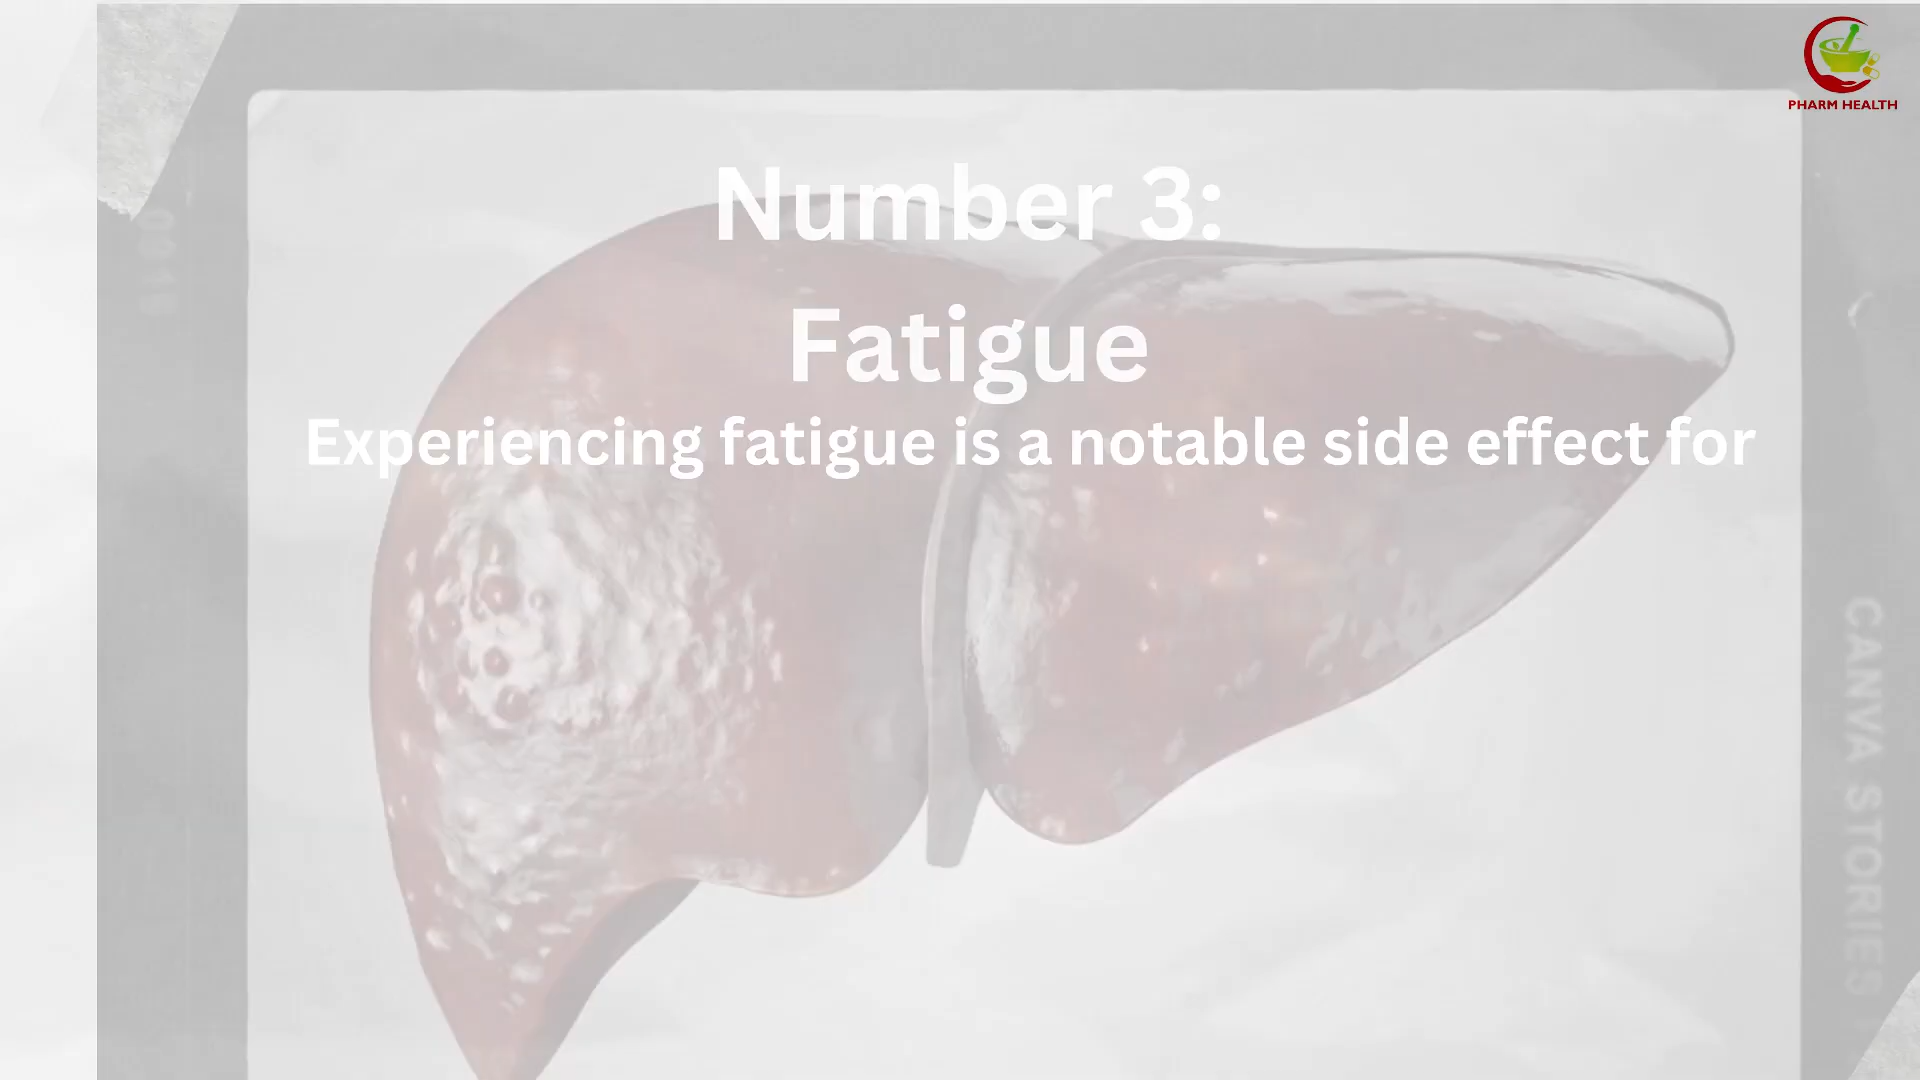 PHARM HEALTH
Number 3:
Fatigue
Experiencing fatigue is a notable side effect for
CANVA STORIES